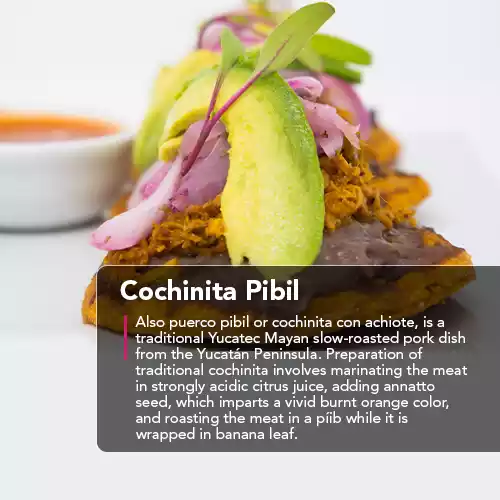 Cochinita Pibil
Also puerco pibil or cochinita con achiote, is a
traditional Yucatec Mayan slow-roasted pork dish
from the Yucatán Peninsula. Preparation of
traditional cochinita involves marinating the meat
in strongly acidic citrus juice, adding annatto
seed, which imparts a vivid burnt orange color,
and roasting the meat in a píib while it is
wrapped in banana leaf.